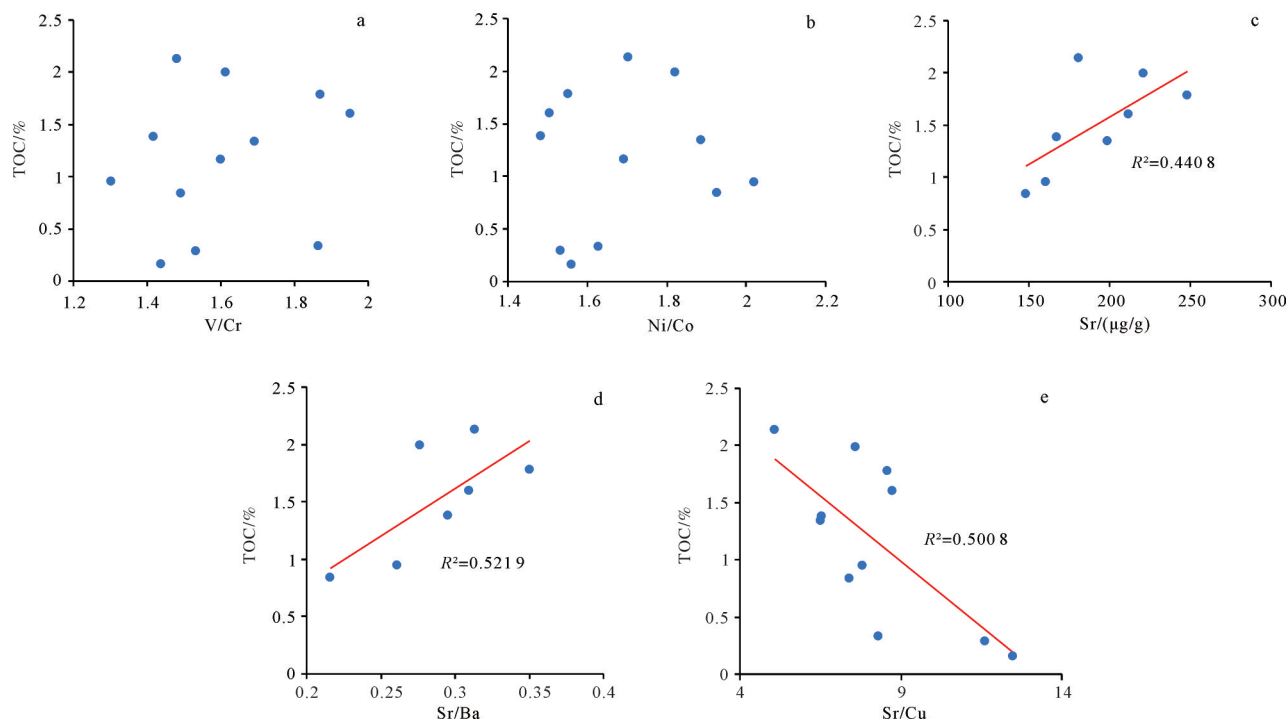 a
2.5
2
1.5
1
0.5
0
TOC/%
1.2
1.4
1.6
1.8
2
V/Cr
b
2.5
2
1.5
1
0.5
0
TOC/%
1.4
1.6
1.8
2
2.2
Ni/Co
c
2.5
2
1.5
1
0.5
0
TOC/%
R²=0.440 8
100
150
200
250
300
Sr/(μg/g)
d
2.5
2
1.5
1
0.5
0
TOC/%
R²=0.521 9
0.2
0.25
0.3
0.35
0.4
Sr/Ba
e
2.5
2
1.5
1
0.5
0
TOC/%
R²=0.500 8
4
9
14
Sr/Cu